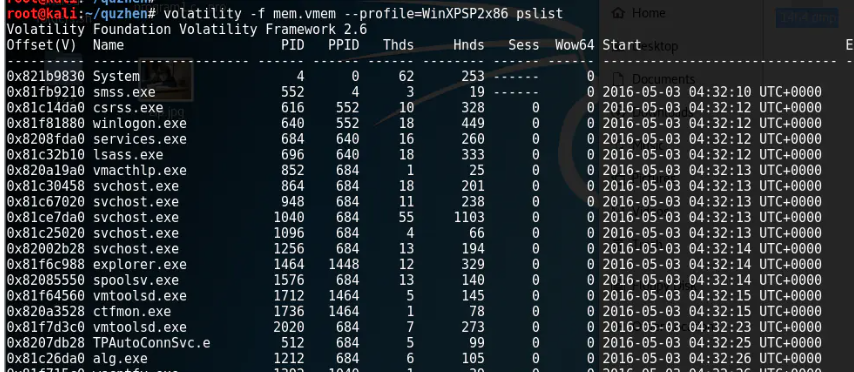 root@kali:~/quzhen# volatility -f mem.vmem --profile=WinXPSP2x86 pslist
Volatility Foundation Volatility Framework 2.6
Offset(V)  Name                    PID   PPID   Thds     Hnds   Sess  Wow64 Start                          E
0x821b9830 System                    4      0     62      253 ------      0
0x81fb9210 smss.exe                552      4      3       19 ------      0 2016-05-03 04:32:10 UTC+0000
0x81c14da0 csrss.exe               616    552     10      328      0      0 2016-05-03 04:32:12 UTC+0000
0x81f81880 winlogon.exe            640    552     18      449      0      0 2016-05-03 04:32:12 UTC+0000
0x8208fda0 services.exe            684    640     16      260      0      0 2016-05-03 04:32:12 UTC+0000
0x81c32b10 lsass.exe               696    640     18      333      0      0 2016-05-03 04:32:12 UTC+0000
0x820a19a0 vmacthlp.exe            852    684      1       25      0      0 2016-05-03 04:32:13 UTC+0000
0x81c30458 svchost.exe             864    684     18      201      0      0 2016-05-03 04:32:13 UTC+0000
0x81c67020 svchost.exe             948    684     11      238      0      0 2016-05-03 04:32:13 UTC+0000
0x81ce7da0 svchost.exe            1040    684     55     1103      0      0 2016-05-03 04:32:13 UTC+0000
0x81c25020 svchost.exe            1096    684      4       66      0      0 2016-05-03 04:32:13 UTC+0000
0x82002b28 svchost.exe            1256    684     13      194      0      0 2016-05-03 04:32:14 UTC+0000
0x81f6c988 explorer.exe           1464   1448     12      329      0      0 2016-05-03 04:32:14 UTC+0000
0x82085550 spoolsv.exe            1576    684     13      140      0      0 2016-05-03 04:32:14 UTC+0000
0x81f64560 vmtoolsd.exe           1712   1464      5      145      0      0 2016-05-03 04:32:15 UTC+0000
0x820a3528 ctfmon.exe             1736   1464      1       78      0      0 2016-05-03 04:32:15 UTC+0000
0x81f7d3c0 vmtoolsd.exe           2020    684      7      273      0      0 2016-05-03 04:32:23 UTC+0000
0x8207db28 TPAutoConnSvc.e         512    684      5       99      0      0 2016-05-03 04:32:25 UTC+0000
0x81c26da0 alg.exe                1212    684      6      105      0      0 2016-05-03 04:32:26 UTC+0000
Home
Documents